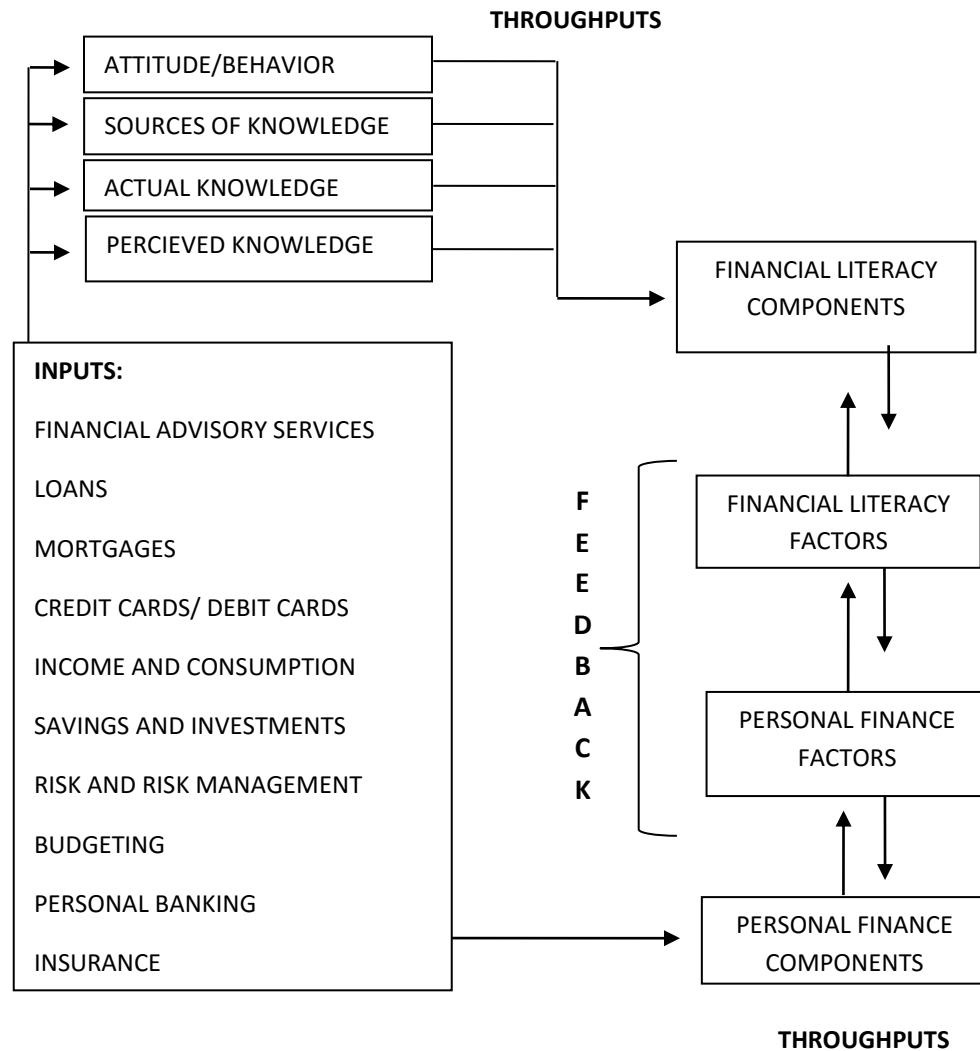 THROUGHPUTS
ATTITUDE/BEHAVIOR
SOURCES OF KNOWLEDGE
ACTUAL KNOWLEDGE
PERCIEVED KNOWLEDGE
FINANCIAL LITERACY
COMPONENTS
INPUTS:
FINANCIAL ADVISORY SERVICES
LOANS
MORTGAGES
CREDIT CARDS/ DEBIT CARDS
INCOME AND CONSUMPTION
SAVINGS AND INVESTMENTS
RISK AND RISK MANAGEMENT
BUDGETING
PERSONAL BANKING
INSURANCE
F
E
E
D
B
A
C
K
FINANCIAL LITERACY
FACTORS
PERSONAL FINANCE
FACTORS
PERSONAL FINANCE
COMPONENTS
THROUGHPUTS